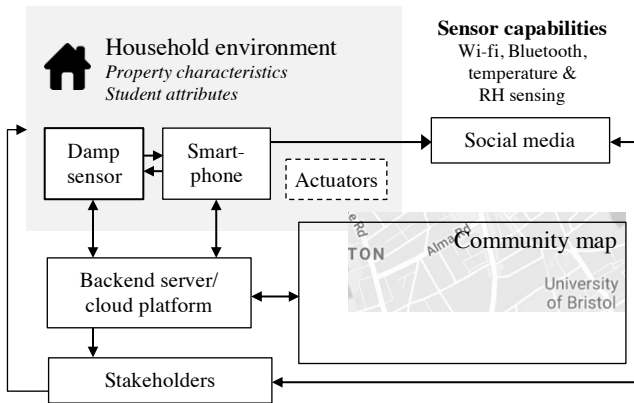 Household environment
Property characteristics
Student attributes
Sensor capabilities
Wi-fi, Bluetooth,
temperature &
RH sensing
Damp
sensor
Smart-
phone
Actuators
Social media
Rd
TON
Alma Rd
Community map
University
of Bristol
Backend server/
cloud platform
Stakeholders